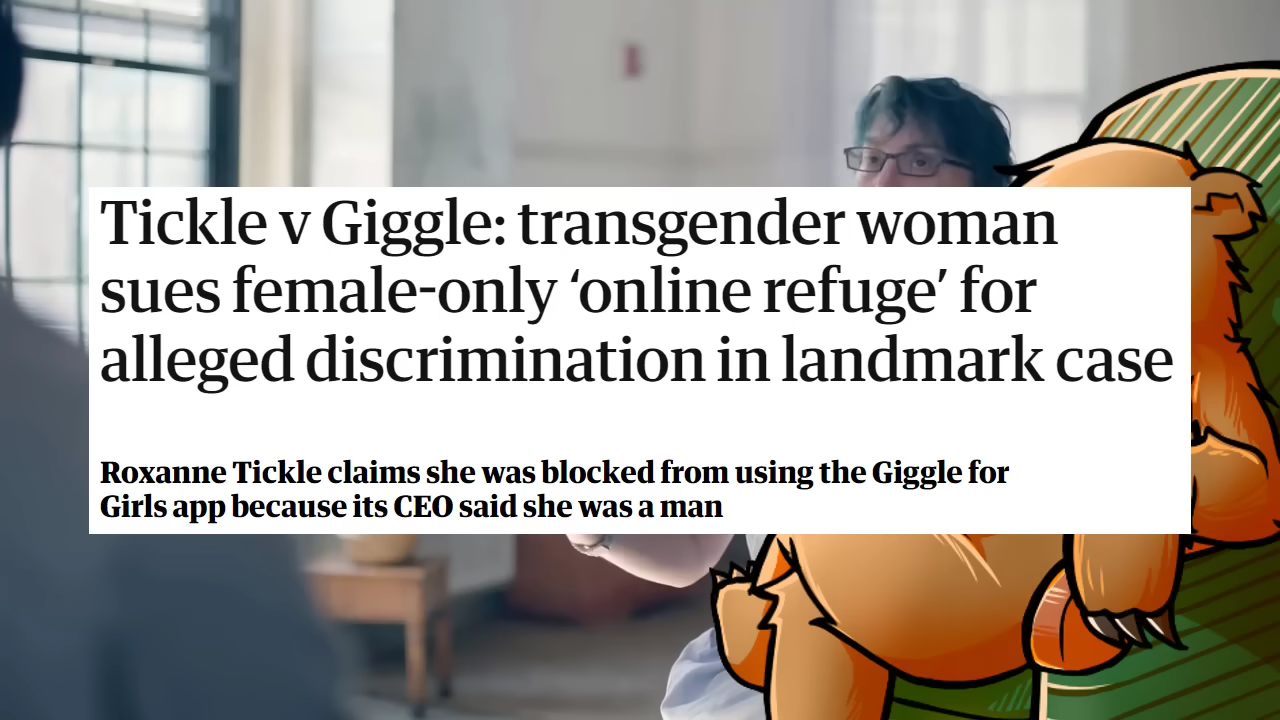 Tickle v Giggle: transgender woman
sues female-only ‘online refuge’ for
alleged discrimination in landmark case
Roxanne Tickle claims she was blocked from using the Giggle for
Girls app because its CEO said she was a man